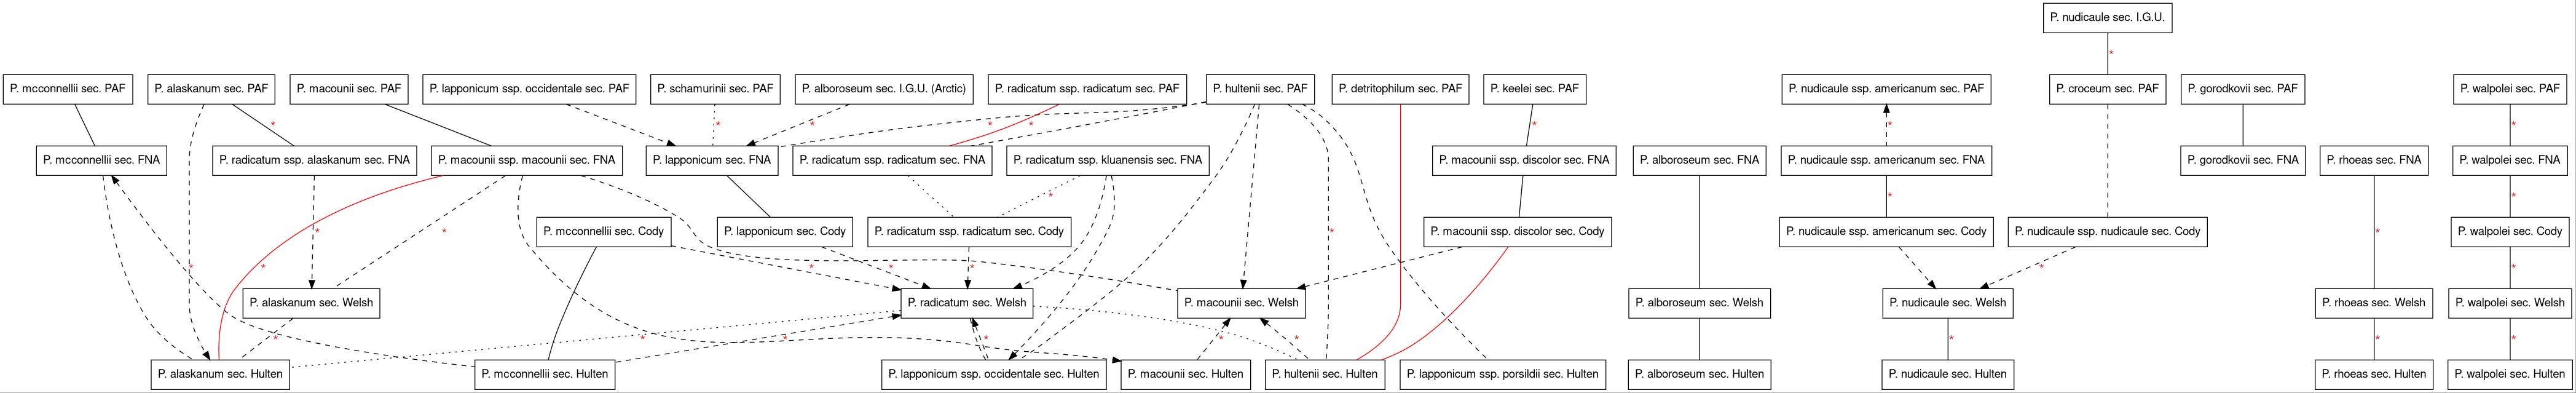 P. nudicaule sec. I.G.U.
*
P. mcconnellii sec. PAF
P. alaskanum sec. PAF
P. macounii sec. PAF
P. lapponicum ssp. occidentale sec. PAF
P. schamurinii sec. PAF
P. alboroseum sec. I.G.U. (Arctic)
P. radicatum ssp. radicatum sec. PAF
P. hultenii sec. PAF
P. detritophilum sec. PAF
P. keelei sec. PAF
P. nudicaule ssp. americanum sec. PAF
P. croceum sec. PAF
P. gorodkovii sec. PAF
P. walpolei sec. PAF
* * * * * * * *
P. mcconnellii sec. FNA
P. radicatum ssp. alaskanum sec. FNA
P. macounii ssp. macounii sec. FNA
P. lapponicum sec. FNA
P. radicatum ssp. radicatum sec. FNA
P. radicatum ssp. kluanensis sec. FNA
P. macounii ssp. discolor sec. FNA
P. alboroseum sec. FNA
P. nudicaule ssp. americanum sec. FNA
P. gorodkovii sec. FNA
P. rhoeas sec. FNA
P. walpolei sec. FNA
* * *
P. mcconnellii sec. Cody
P. lapponicum sec. Cody
P. radicatum ssp. radicatum sec. Cody
P. macounii ssp. discolor sec. Cody
P. nudicaule ssp. americanum sec. Cody
P. nudicaule ssp. nudicaule sec. Cody
P. walpolei sec. Cody
* * * *
* * * * * * *
P. alaskanum sec. Welsh
P. radicatum sec. Welsh
P. macounii sec. Welsh
P. alboroseum sec. Welsh
P. nudicaule sec. Welsh
P. rhoeas sec. Welsh
P. walpolei sec. Welsh
* * * * * * * * *
P. alaskanum sec. Hulten
P. mcconnellii sec. Hulten
P. lapponicum ssp. occidentale sec. Hulten
P. macounii sec. Hulten
P. hultenii sec. Hulten
P. lapponicum ssp. porsildii sec. Hulten
P. alboroseum sec. Hulten
P. nudicaule sec. Hulten
P. rhoeas sec. Hulten
P. walpolei sec. Hulten